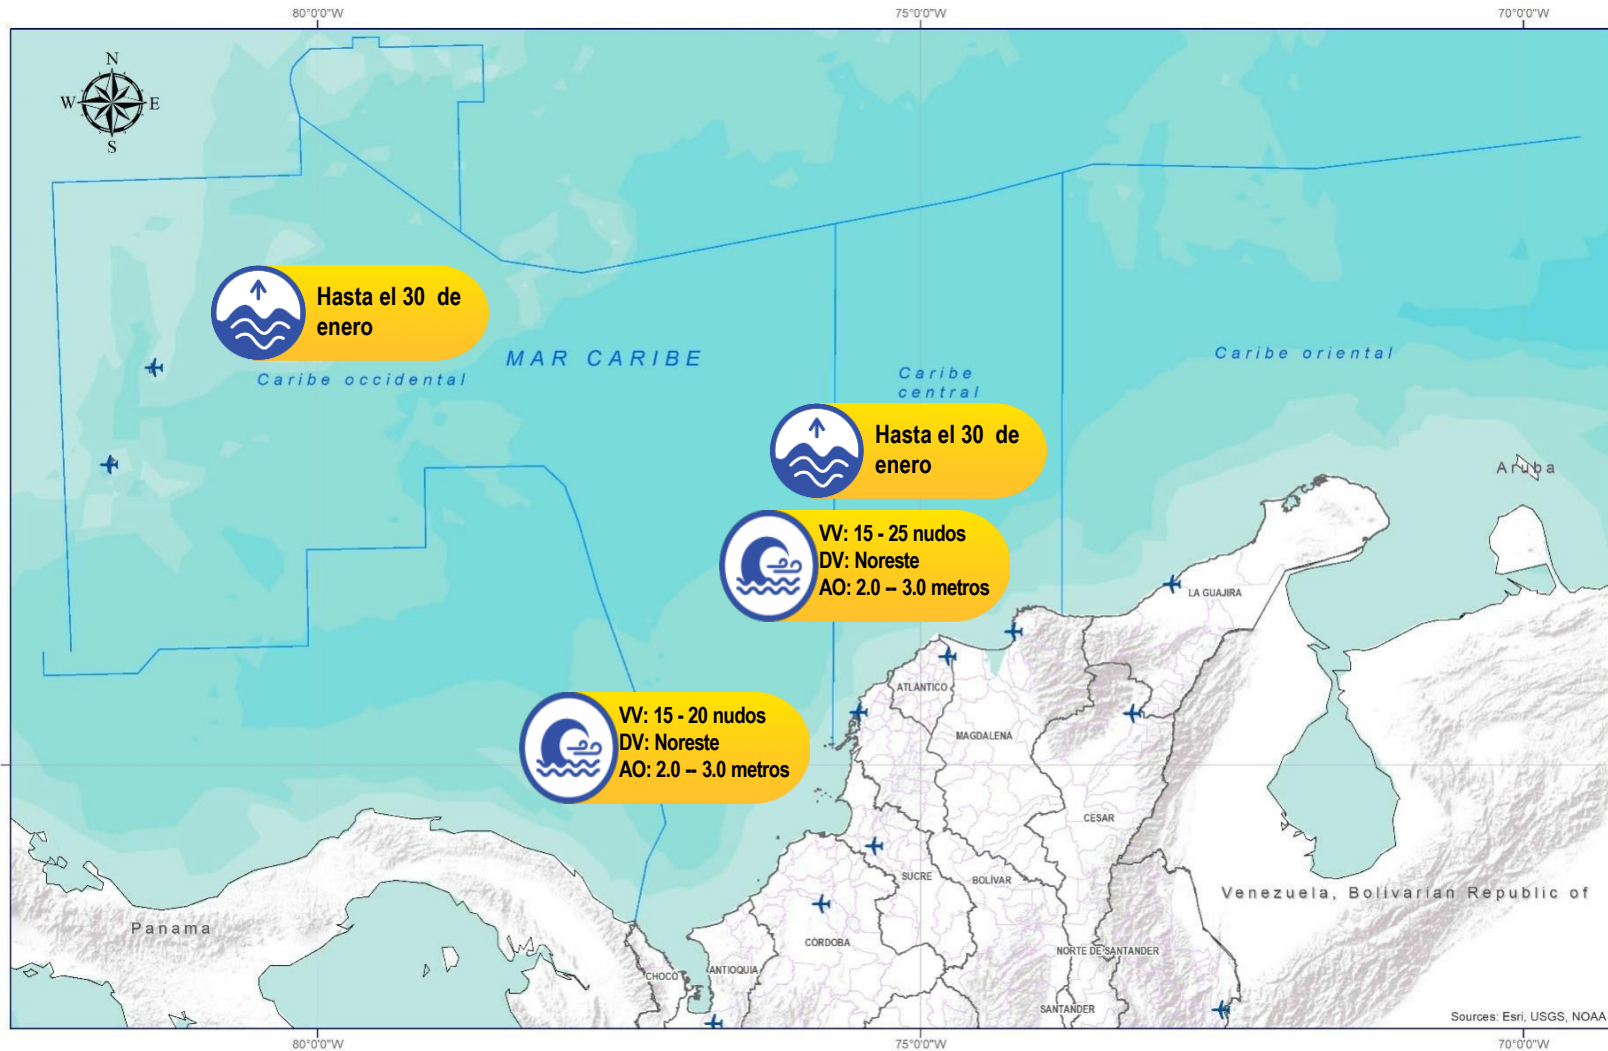 80°0'0"W
75°0'0"W
70°0'0"W
N
W
E
S
Hasta el 30 de
enero
MAR CARIBE
Caribe occidental
Caribe
central
Caribe oriental
Hasta el 30 de
enero
Aruba
VV: 15 - 25 nudos
DV: Noreste
AO: 2.0 – 3.0 metros
LA GUAJIRA
ATLÁNTICO
VV: 15 - 20 nudos
DV: Noreste
AO: 2.0 – 3.0 metros
MAGDALENA
CESAR
SUCRE
BOLÍVAR
Venezuela, Bolivarian Republic of
Panama
CÓRDOBA
NORTE DE SANTANDER
CHOCÓ
ANTIOQUIA
SANTANDER
Sources: Esri, USGS, NOAA
80°0'0"W
75°0'0"W
70°0'0"W